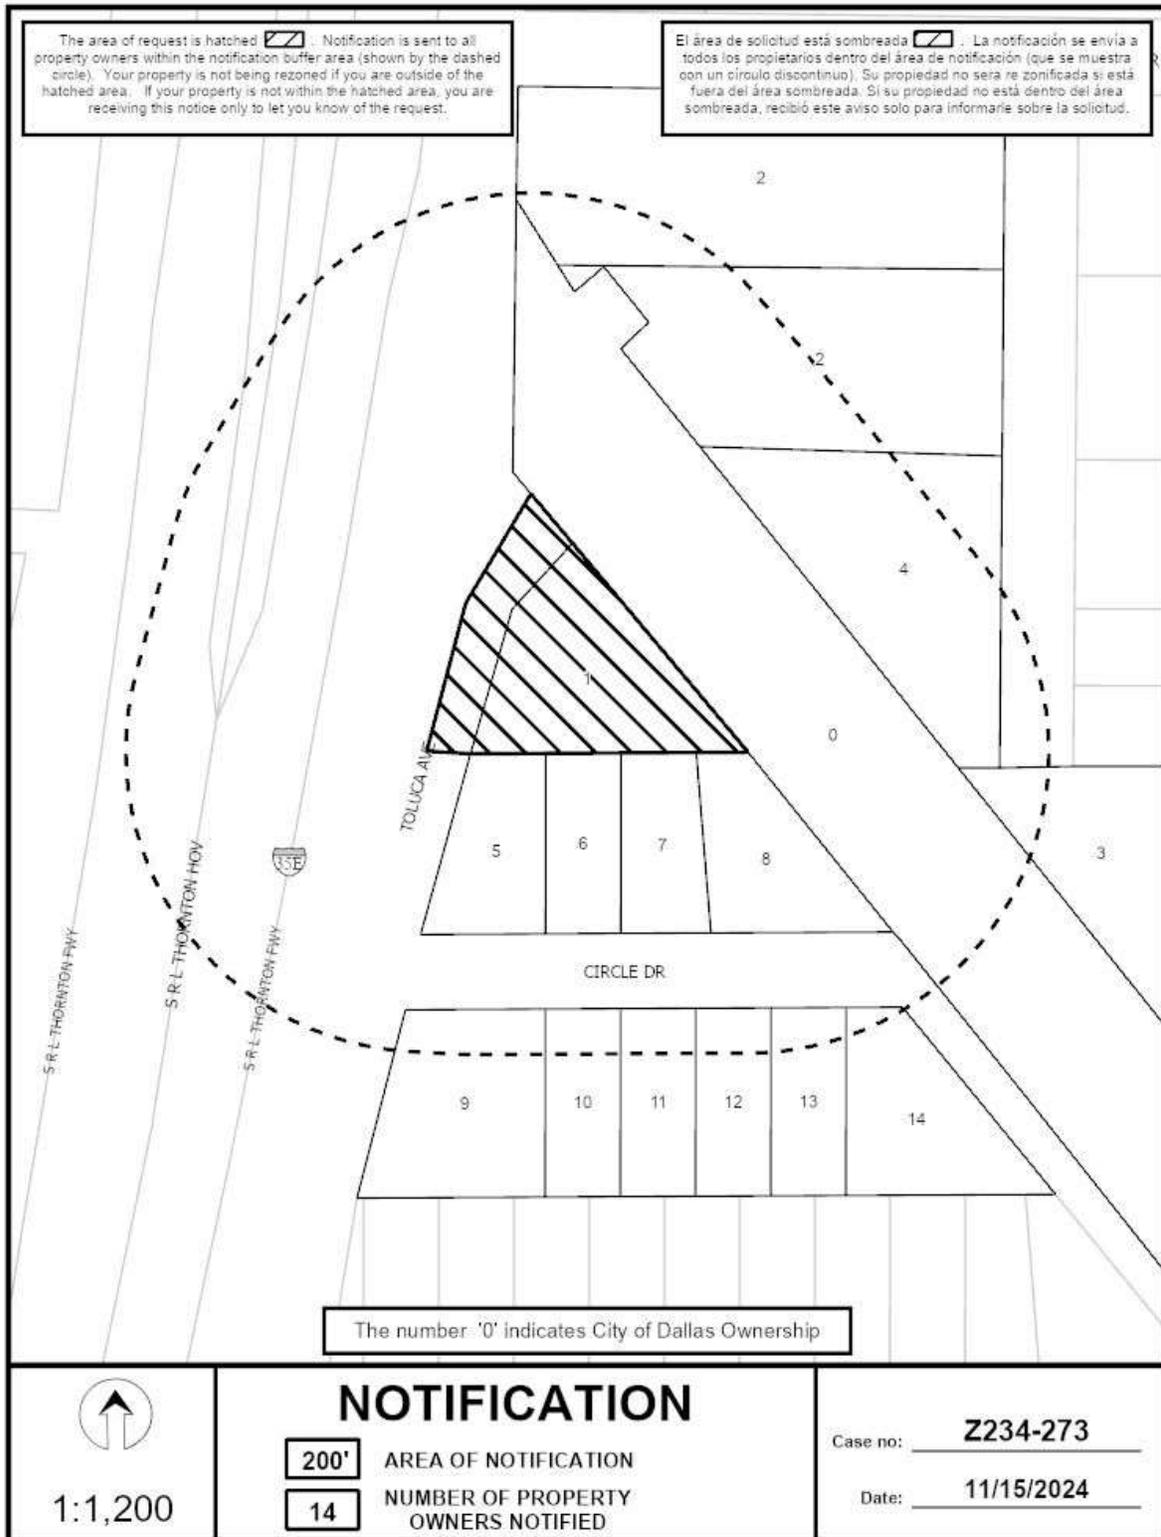 The area of request is hatched . Notification is sent to all
property owners within the notification buffer area (shown by the dashed
circle). Your property is not being rezoned if you are outside of the
hatched area. If your property is not within the hatched area, you are
receiving this notice only to let you know of the request.
El área de solicitud está sombreada . La notificación se envía a
todos los propietarios dentro del área de notificación (que se muestra
con un círculo discontinuo). Su propiedad no sera re zonificada si está
fuera del área sombreada. Si su propiedad no está dentro del área
sombreada, recibió este aviso solo para informarle sobre la solicitud.
R
2
2
4
1
0
TOLUCA AVE
5
6
7
8
3
35E
S R L THORNTON FWY
S R L THORNTON HOV
S R L THORNTON FWY
CIRCLE DR
9
10
11
12
13
14
The number '0' indicates City of Dallas Ownership
1:1,200
NOTIFICATION
200' AREA OF NOTIFICATION
14 NUMBER OF PROPERTY
OWNERS NOTIFIED
Case no: Z234-273
Date: 11/15/2024